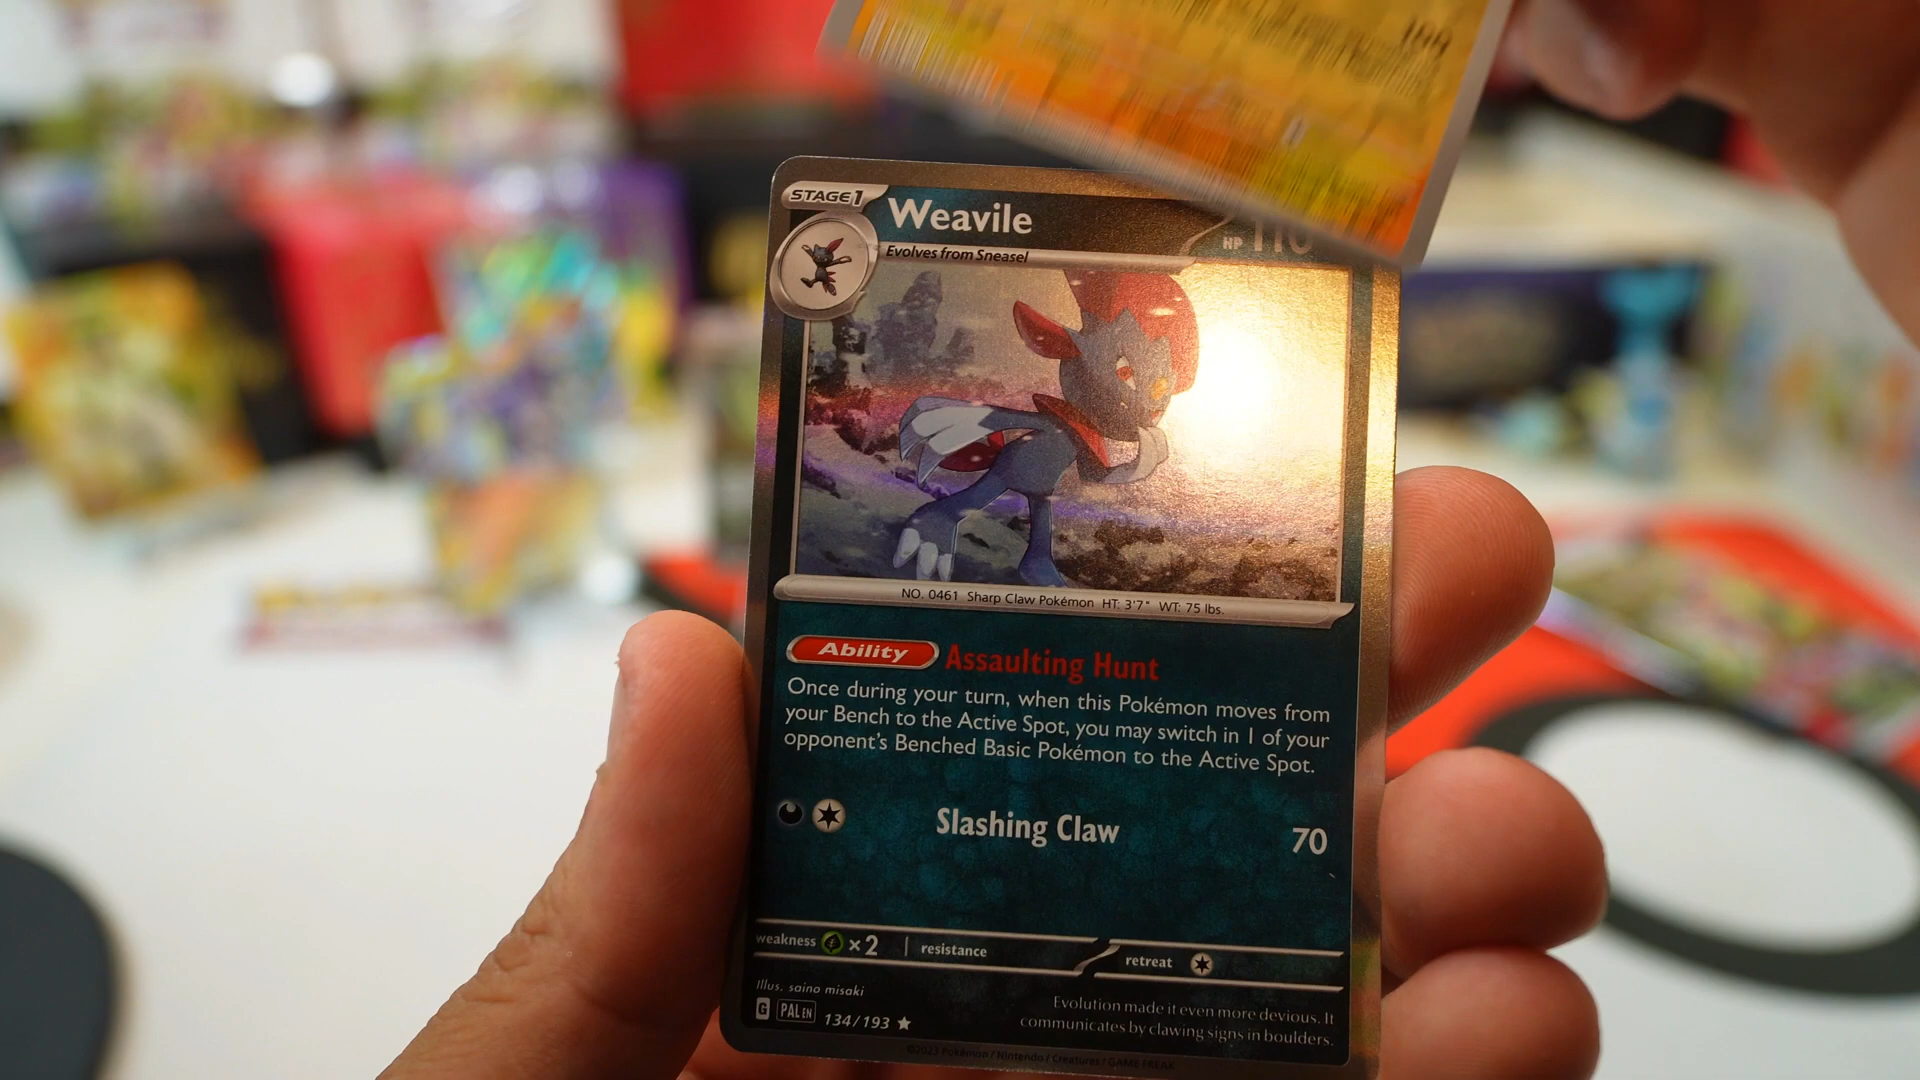 STAGE 1
Weavile
HP 110
Evolves from Sneasel
NO. 0461 Sharp Claw Pokémon HT: 3'7" WT: 75 lbs.
Ability Assaulting Hunt
Once during your turn, when this Pokémon moves from
your Bench to the Active Spot, you may switch in 1 of your
opponent's Benched Basic Pokémon to the Active Spot.
Slashing Claw 70
weakness ×2 resistance retreat
Illus. saino misaki
G PAL EN 134/193
Evolution made it even more devious. It
communicates by clawing signs in boulders.
©2023 Pokémon / Nintendo / Creatures / GAME FREAK